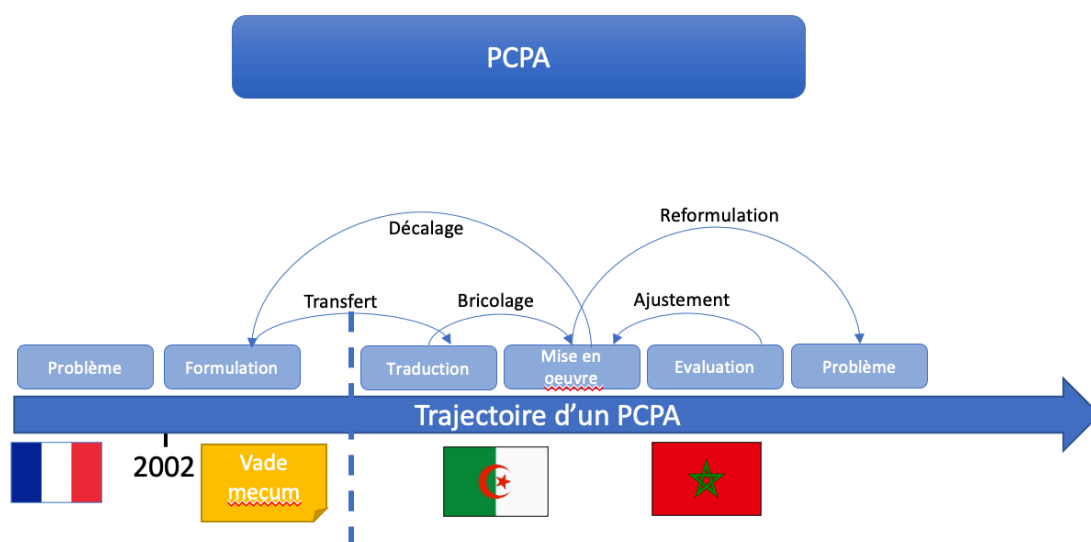 PCPA
Décalage
Reformulation
Transfert
Bricolage
Ajustement
Problème
Formulation
Traduction
Mise en
oeuvre
Evaluation
Problème
Trajectoire d’un PCPA
2002
Vade
mecum